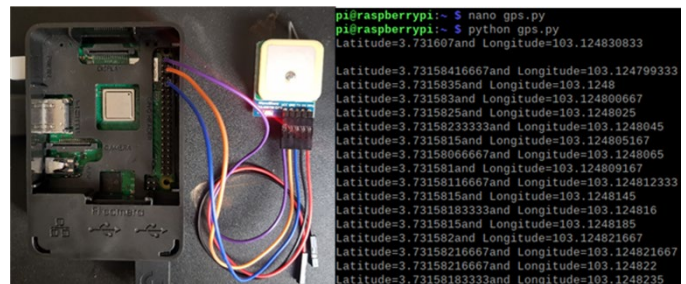 pi@raspberrypi:~ $ nano gps.py
pi@raspberrypi:~ $ python gps.py
Latitude=3.731607and Longitude=103.124830833
Latitude=3.73158416667and Longitude=103.124799333
Latitude=3.7315835and Longitude=103.1248
Latitude=3.731583and Longitude=103.124800667
Latitude=3.7315825and Longitude=103.1248025
Latitude=3.73158233333and Longitude=103.1248045
Latitude=3.7315815and Longitude=103.124805167
Latitude=3.73158066667and Longitude=103.1248065
Latitude=3.731581and Longitude=103.124809167
Latitude=3.73158116667and Longitude=103.124812333
Latitude=3.7315815and Longitude=103.1248145
Latitude=3.73158183333and Longitude=103.124816
Latitude=3.7315815and Longitude=103.1248185
Latitude=3.731582and Longitude=103.124821667
Latitude=3.73158216667and Longitude=103.124821667
Latitude=3.73158216667and Longitude=103.124822
Latitude=3.73158183333and Longitude=103.1248235